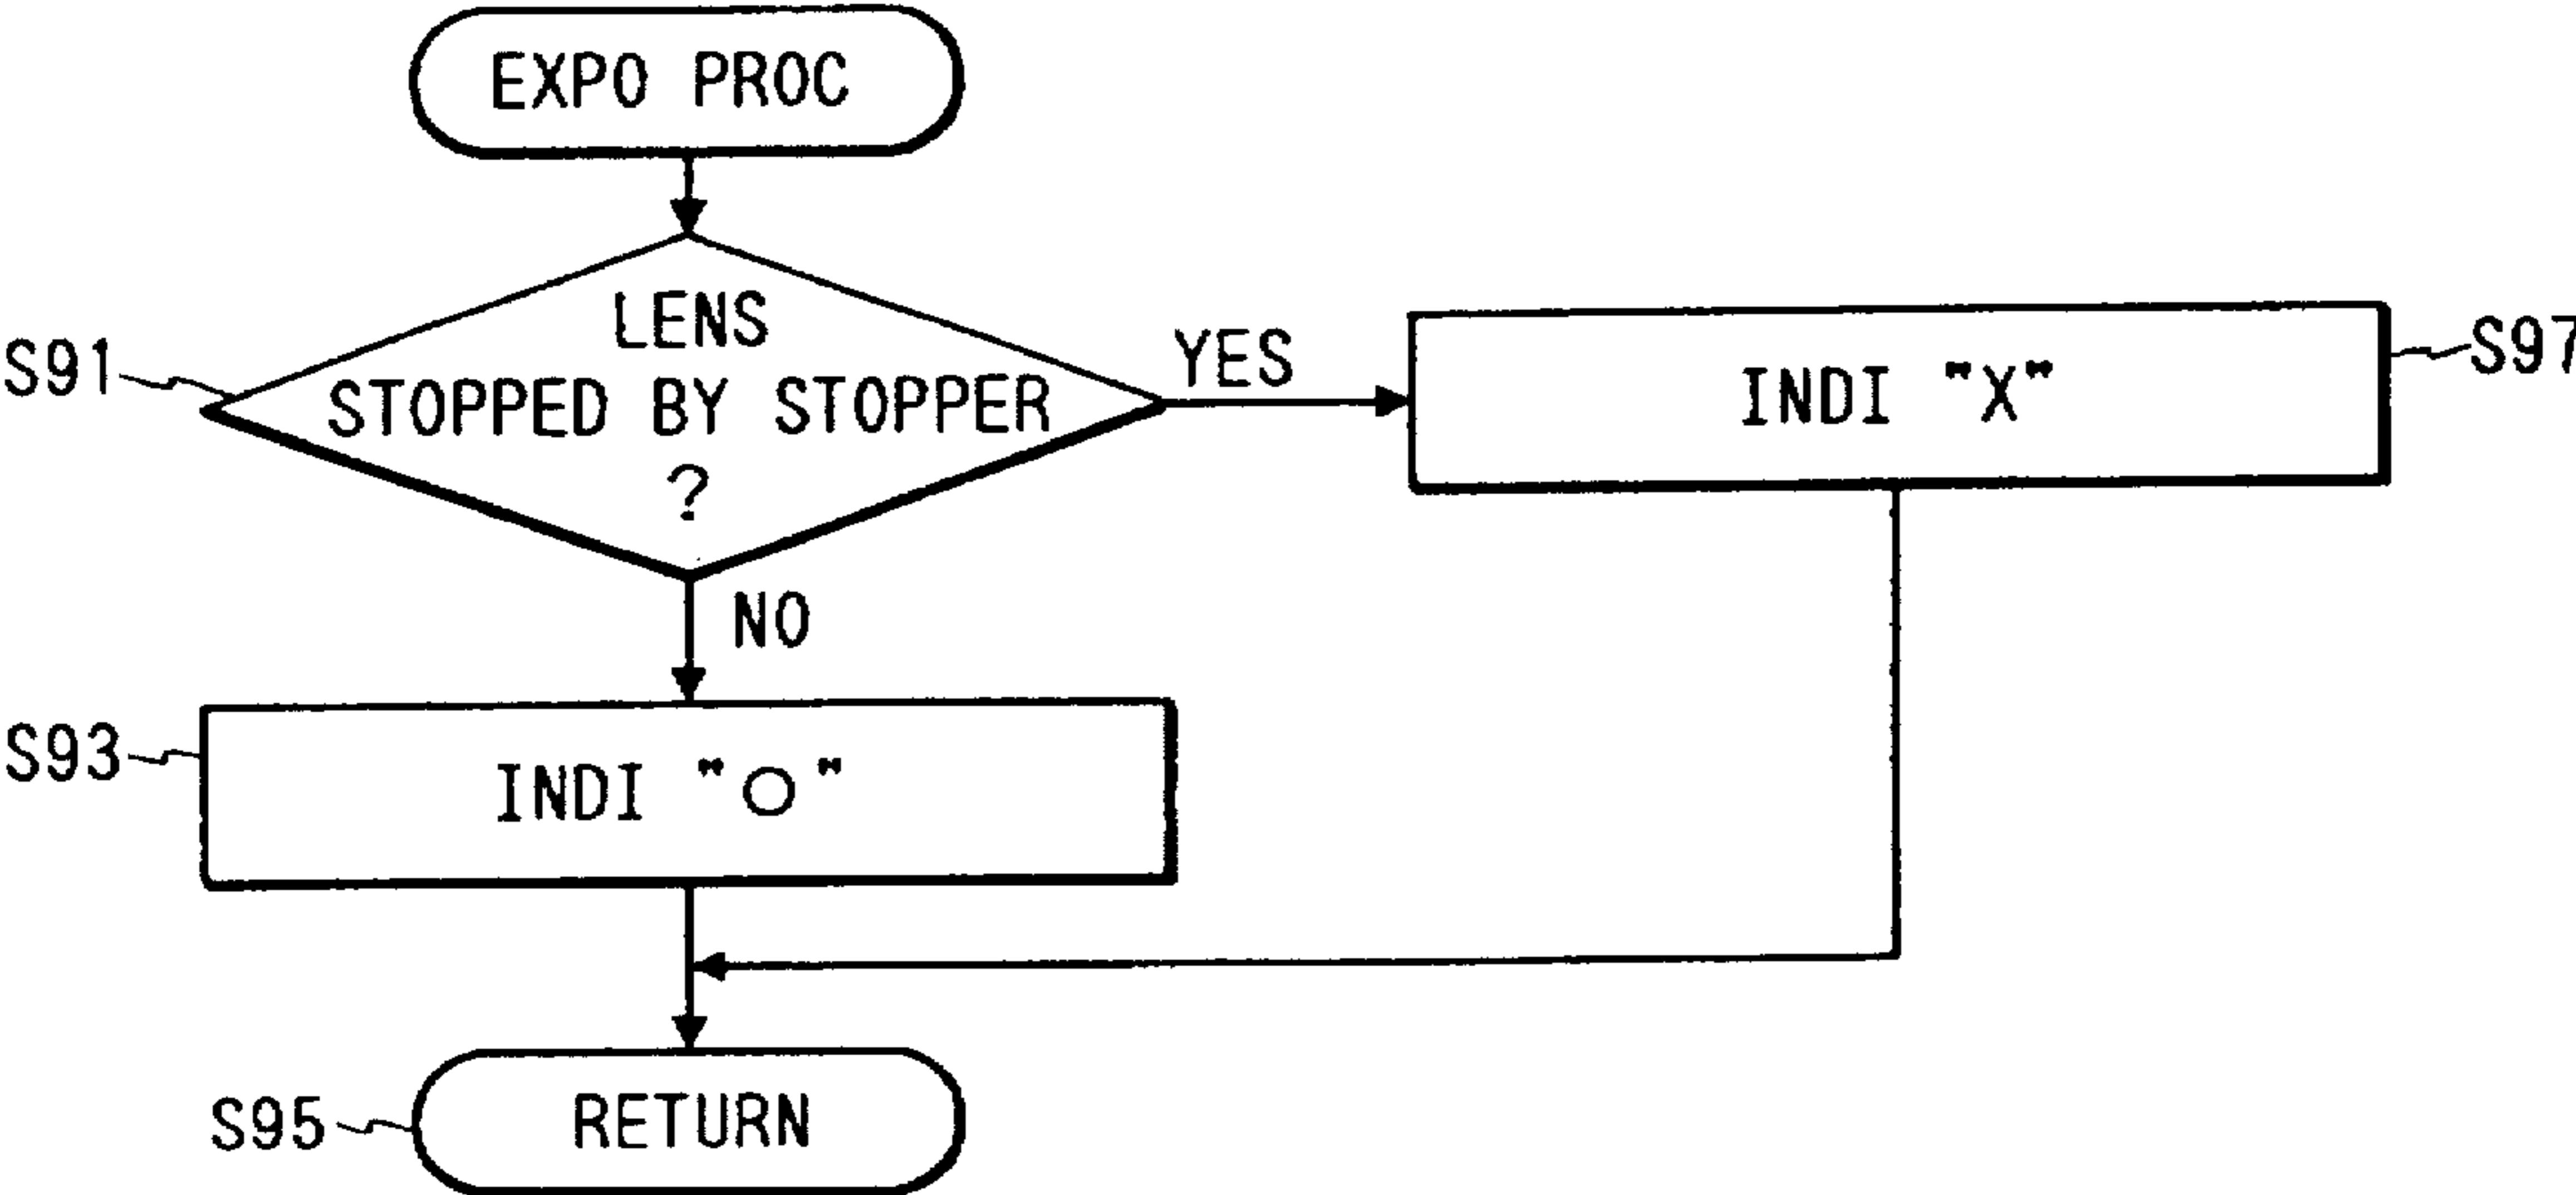 EXPO PROC
S91
LENS
STOPPED BY STOPPER
?
YES
INDI "X"
S97
NO
S93
INDI "○"
S95
RETURN